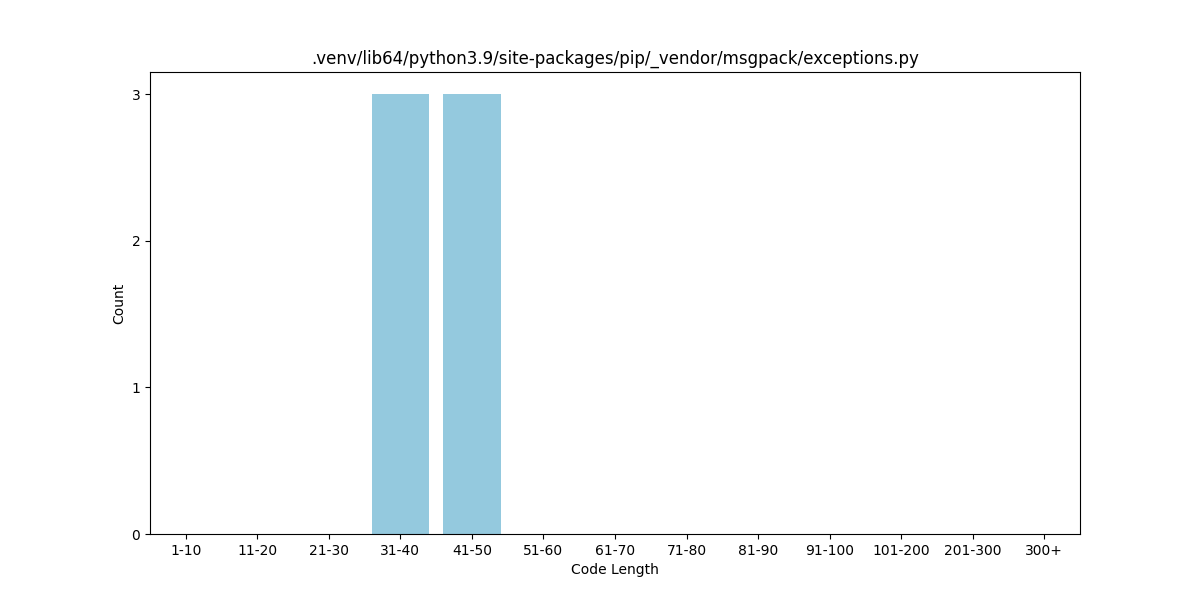 .venv/lib64/python3.9/site-packages/pip/_vendor/msgpack/exceptions.py
3
2
1
0
Count
1-10 11-20 21-30 31-40 41-50 51-60 61-70 71-80 81-90 91-100 101-200 201-300 300+
Code Length